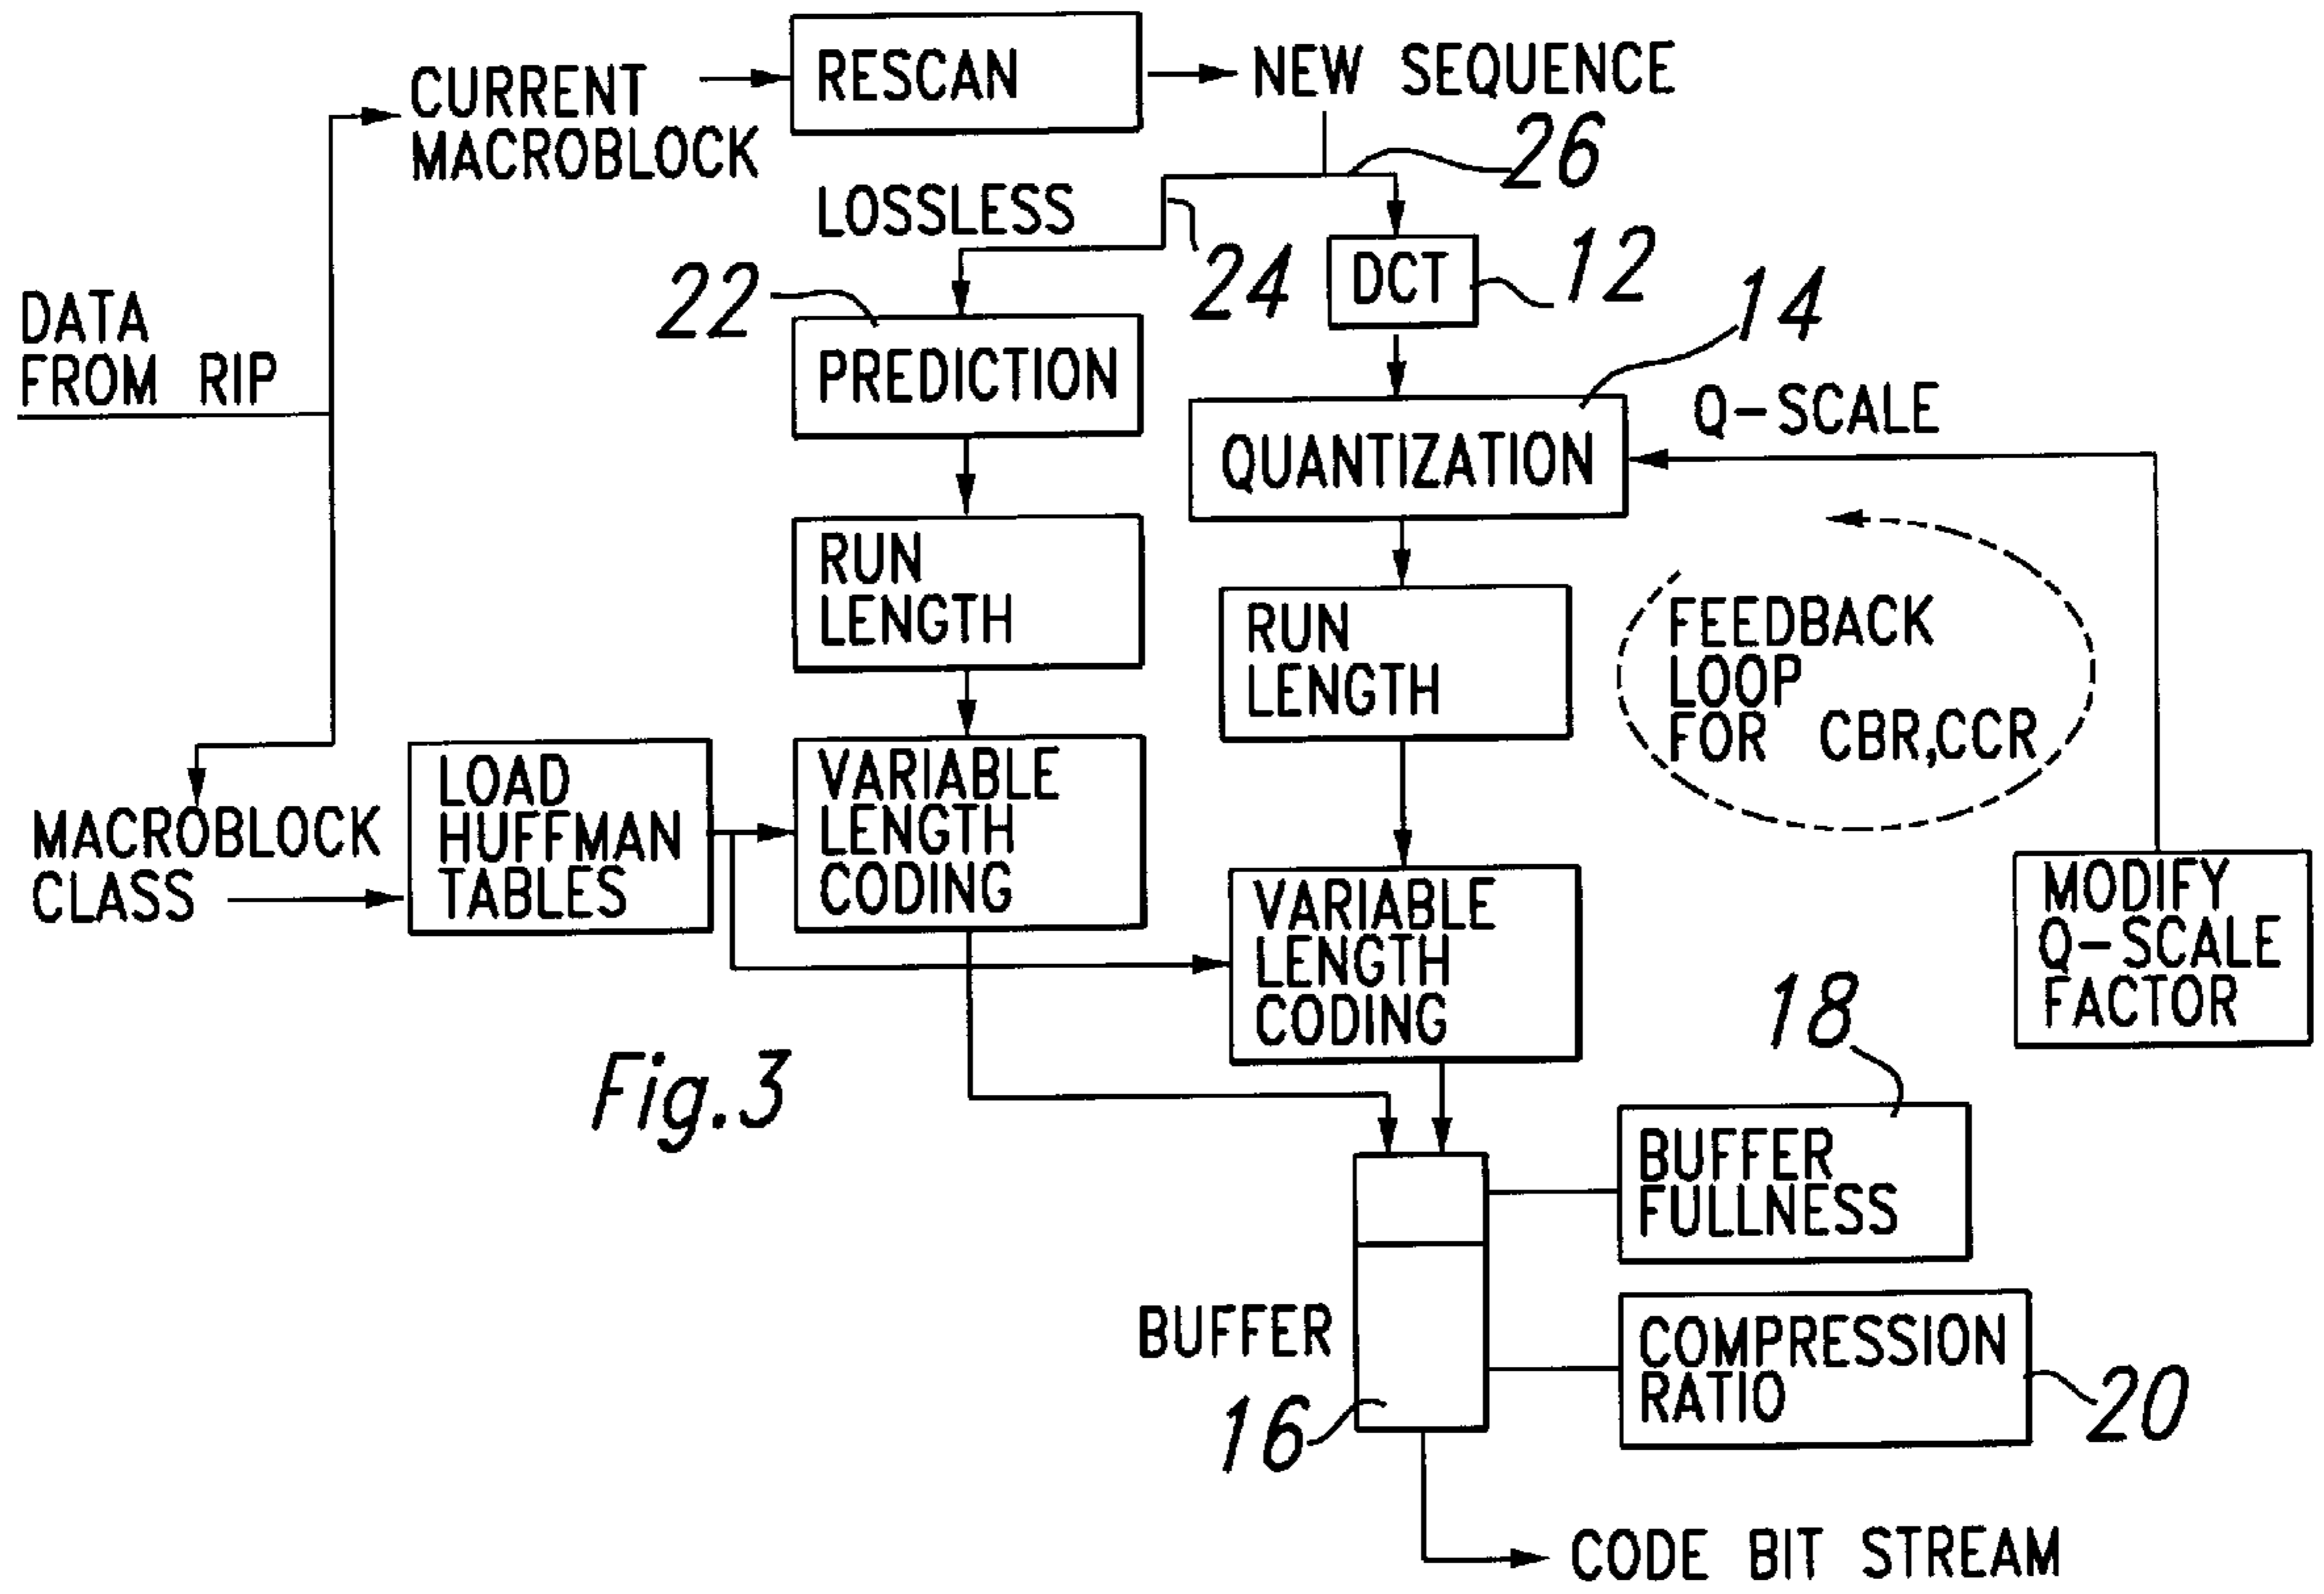 RESCAN
NEW SEQUENCE
CURRENT
MACROBLOCK
26
LOSSLESS
24
DCT
12
22
14
DATA
FROM RIP
PREDICTION
Q-SCALE
QUANTIZATION
RUN
LENGTH
RUN
LENGTH
FEEDBACK
LOOP
FOR CBR,CCR
MACROBLOCK
CLASS
LOAD
HUFFMAN
TABLES
VARIABLE
LENGTH
CODING
VARIABLE
LENGTH
CODING
MODIFY
Q-SCALE
FACTOR
18
Fig.3
BUFFER
FULLNESS
BUFFER
16
COMPRESSION
RATIO
20
CODE BIT STREAM